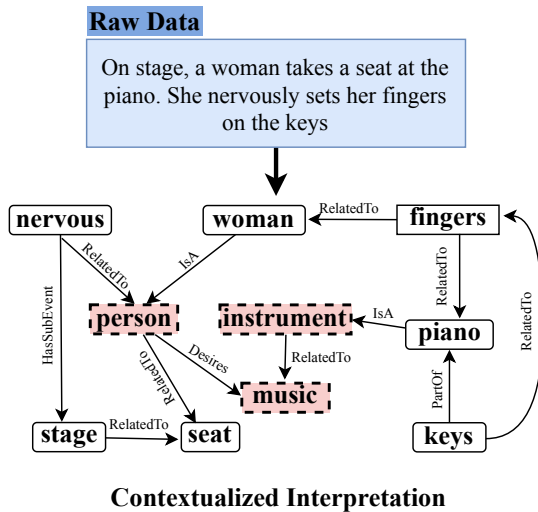 Raw Data
On stage, a woman takes a seat at the
piano. She nervously sets her fingers
on the keys
nervous
woman
RelatedTo
fingers
RelatedTo
IsA
RelatedTo
HasSubEvent
RelatedTo
person
instrument
IsA
piano
RelatedTo
Desires
RelatedTo
PartOf
music
stage
RelatedTo
seat
keys
Contextualized Interpretation